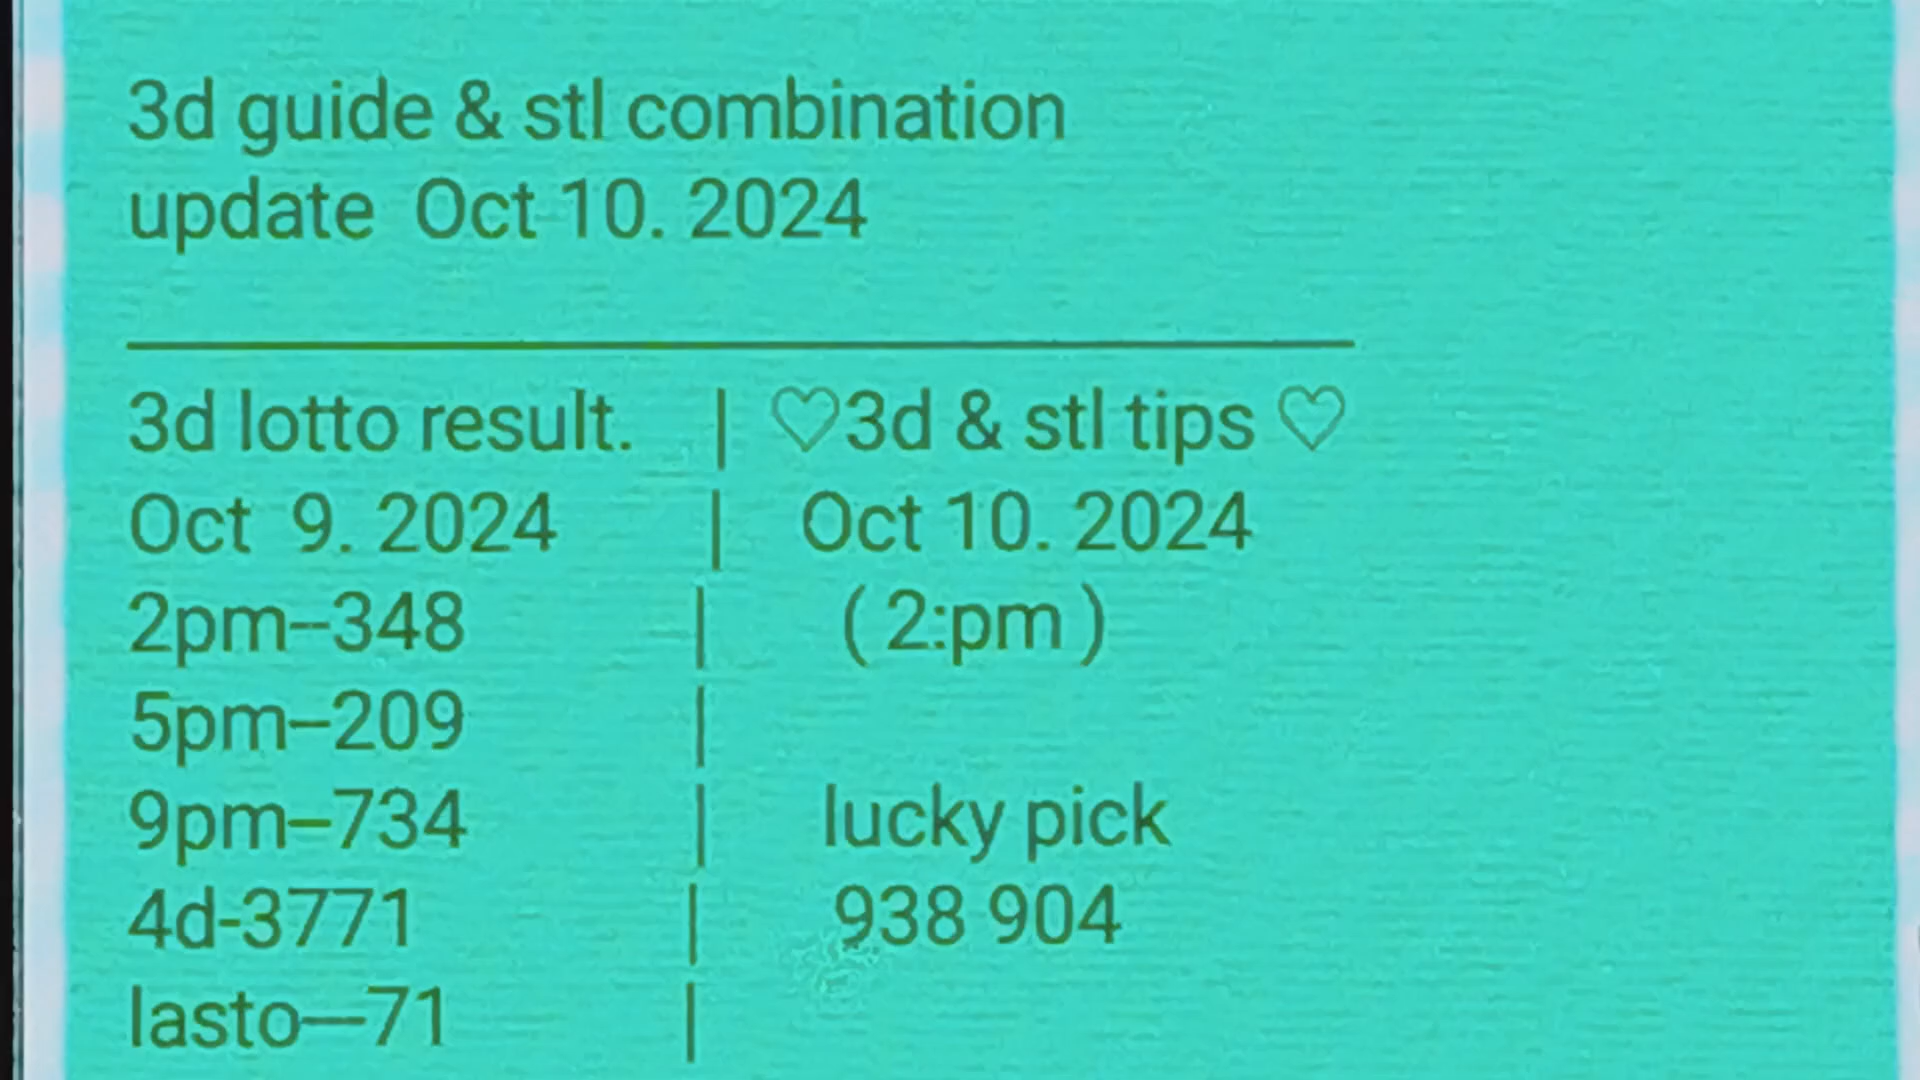 3d guide & stl combination
update  Oct 10. 2024
3d lotto result.    | ♡3d & stl tips ♡
Oct  9. 2024    |    Oct 10. 2024
2pm--348    |    ( 2:pm )
5pm–209    |
9pm–734    |    lucky pick
4d-3771    |    938 904
lasto—71    |